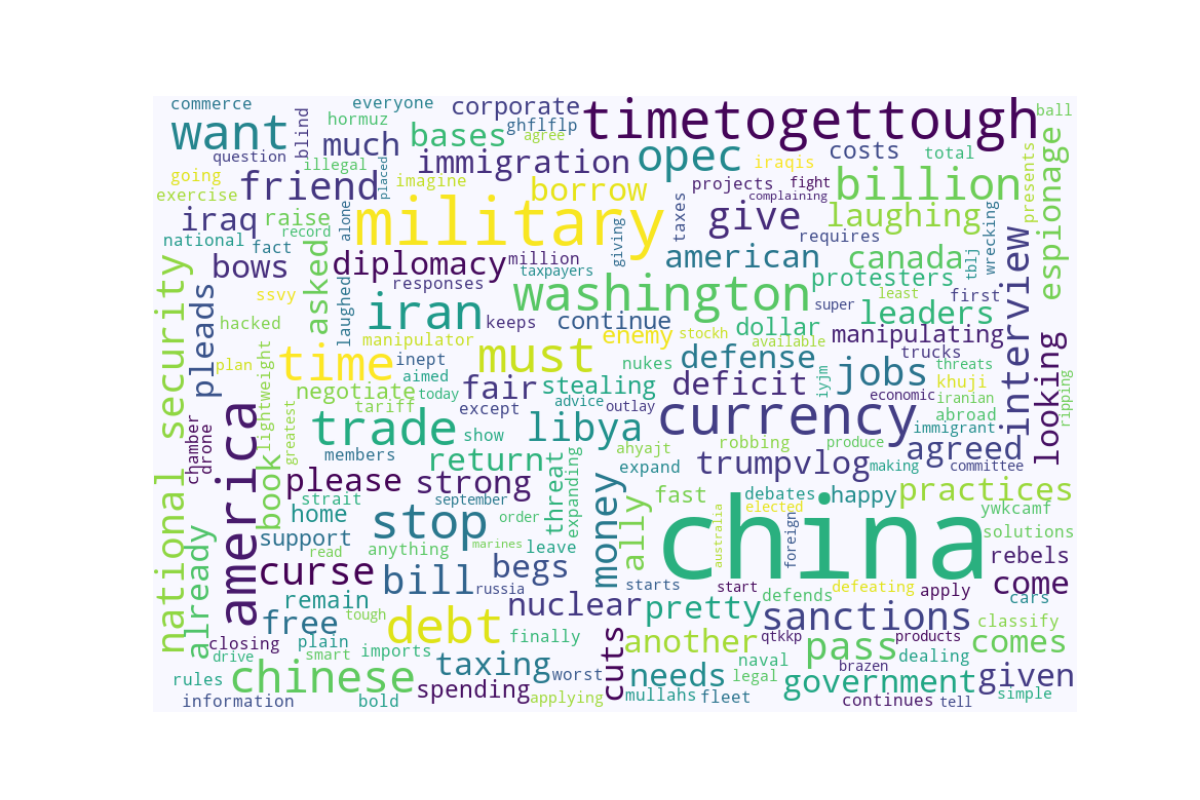 commerce
everyone
corporate
timetogettough
ball
want
blind
hormuz
much
bases
ghflflp
agree
opec
costs
total
espionage
question
illegal
placed
immigration
iraqis
going
exercise
friend
imagine
borrow
projects
fight
complaining
billion
presents
iraq
raise
record
alone
military
giving
taxes
give
requires
laughing
wrecking
national
fact
asked
diplomacy
million
american
canada
tblj
interview
bows
responses
taxpayers
washington
protesters
national security
pleads
ssvy
laughed
iran
keeps
continue
super
least
first
leaders
hacked
manipulator
enemy
stockh
dollar
available
manipulating
plan
lightweight
time
inept
must
nukes
defense
trucks
looking
negotiate
aimed
today
fair
stealing
deficit
iyjm
jobs
threats
khuji
iranian
ripping
america
chamber
drone
book
greatest
tariff
except
advice
outlay
currency
economic
abroad
immigrant
trade
show
libya
robbing
produce
agreed
members
return
threat
expanding
ahyajt
expand
trumpvlog
making
committee
please
strong
money
ally
fast
debates
happy
practices
already
strait
september
home
stop
order
china
australia
elected
foreign
ywkcamf
solutions
support
read
anything
marines
leave
rebels
curse
bill
russia
begs
starts
start
defends
defeating
apply
come
cars
remain
free
tough
debt
nuclear
pretty
sanctions
classify
closing
plain
imports
finally
cuts
another
qtkkp
pass
products
comes
drive
smart
taxing
worst
needs
naval
legal
brazen
dealing
rules
chinese
spending
applying
mullahs
fleet
government
given
simple
information
bold
continues
tell